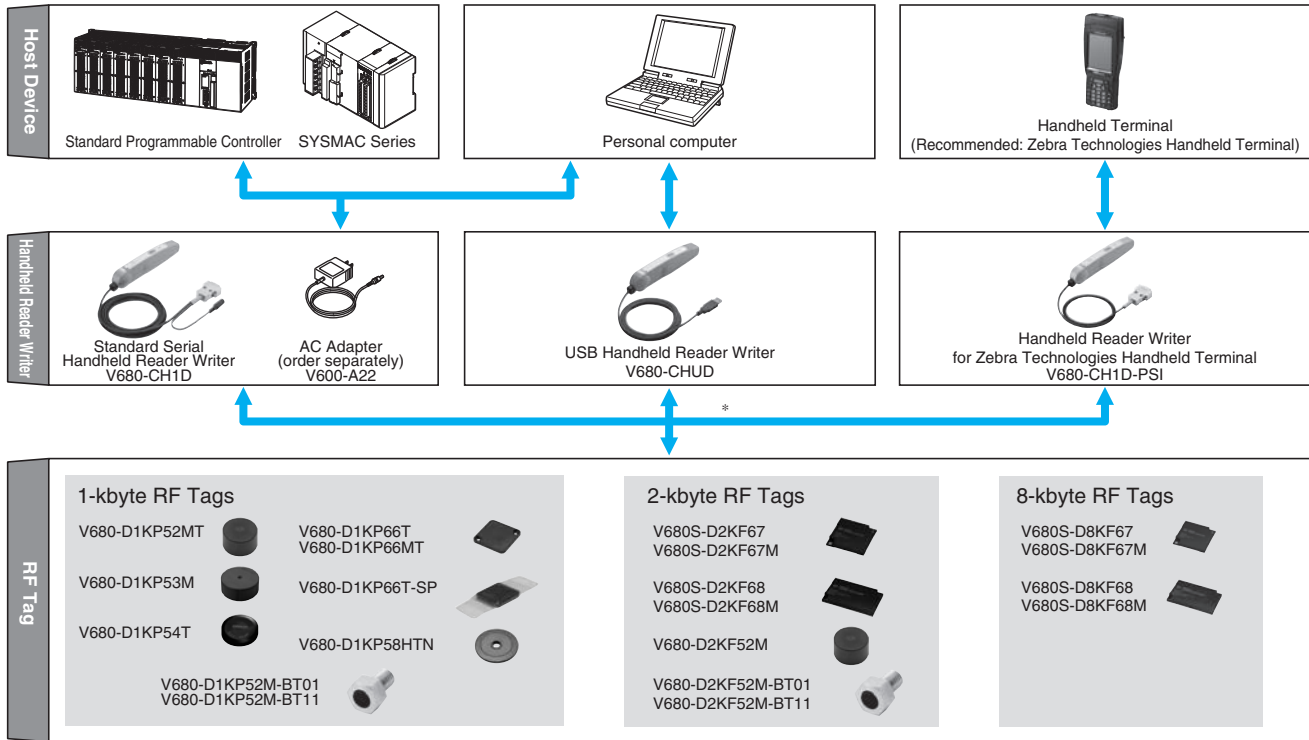 Host Device
Standard Programmable Controller
SYSMAC Series
Personal computer
Handheld Terminal
(Recommended: Zebra Technologies Handheld Terminal)
Handheld Reader Writer
Standard Serial
Handheld Reader Writer
V680-CH1D
AC Adapter
(order separately)
V600-A22
USB Handheld Reader Writer
V680-CHUD
Handheld Reader Writer
for Zebra Technologies Handheld Terminal
V680-CH1D-PSI
*
RF Tag
1-kbyte RF Tags
V680-D1KP52MT
V680-D1KP53M
V680-D1KP54T
V680-D1KP66T
V680-D1KP66MT
V680-D1KP66T-SP
V680-D1KP58HTN
V680-D1KP52M-BT01
V680-D1KP52M-BT11
2-kbyte RF Tags
V680S-D2KF67
V680S-D2KF67M
V680S-D2KF68
V680S-D2KF68M
V680-D2KF52M
V680-D2KF52M-BT01
V680-D2KF52M-BT11
8-kbyte RF Tags
V680S-D8KF67
V680S-D8KF67M
V680S-D8KF68
V680S-D8KF68M